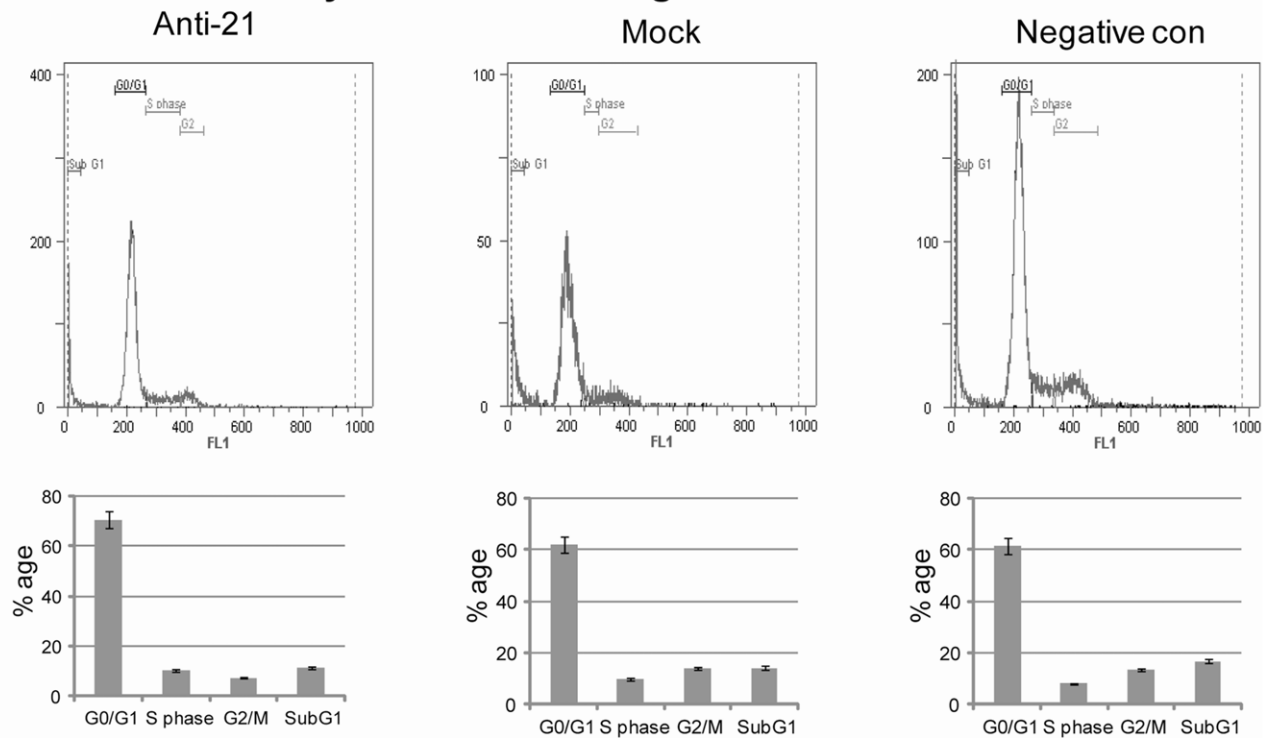 Anti-21
Mock
Negative con
400
200
0
G0/G1
S phase
G2
Sub G1
0 200 400 600 800 1000
FL1
100
50
0
G0/G1
S phase
G2
Sub G1
0 200 400 600 800 1000
FL1
200
100
0
G0/G1
S phase
G2
Sub G1
0 200 400 600 800 1000
FL1
% age
80
60
40
20
0
G0/G1 S phase G2/M SubG1
% age
80
60
40
20
0
G0/G1 S phase G2/M SubG1
% age
80
60
40
20
0
G0/G1 S phase G2/M SubG1